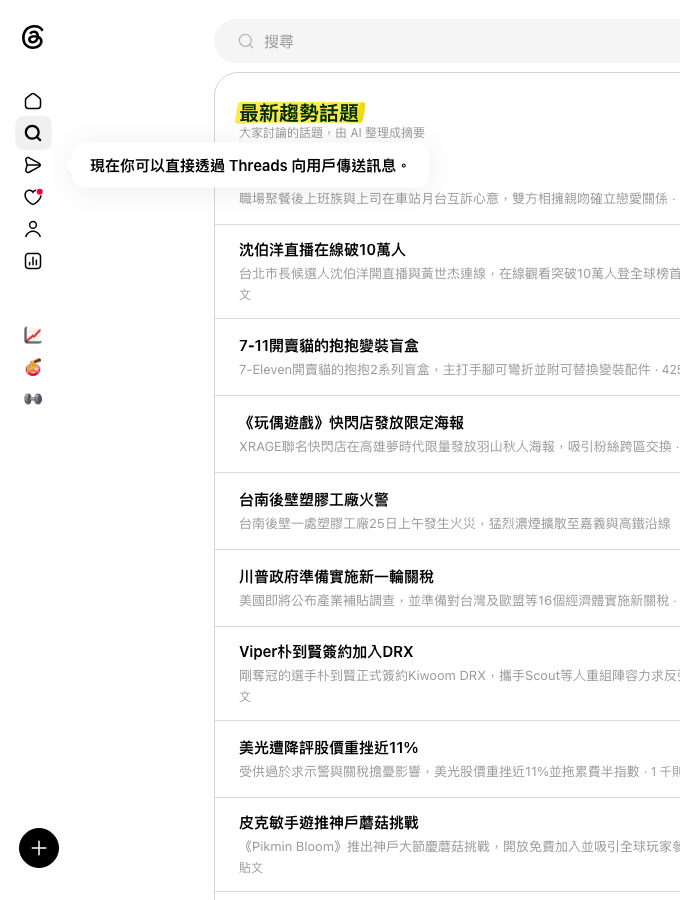 搜尋
最新趨勢話題
大家討論的話題，由 AI 整理成摘要
現在你可以直接透過 Threads 向用戶傳送訊息。
職場聚餐後上班族與上司在車站月台互訴心意，雙方相擁親吻確立戀愛關係 ·
沈伯洋直播在線破10萬人
台北市長候選人沈伯洋開直播與黃世杰連線，在線觀看突破10萬人登全球榜首
文
7-11開賣貓的抱抱變裝盲盒
7-Eleven開賣貓的抱抱2系列盲盒，主打手腳可彎折並附可替換變裝配件 · 425
《玩偶遊戲》快閃店發放限定海報
XRAGE聯名快閃店在高雄夢時代限量發放羽山秋人海報，吸引粉絲跨區交換 ·
台南後壁塑膠工廠火警
台南後壁一處塑膠工廠25日上午發生火災，猛烈濃煙擴散至嘉義與高鐵沿線
川普政府準備實施新一輪關稅
美國即將公布產業補貼調查，並準備對台灣及歐盟等16個經濟體實施新關稅 ·
Viper朴到賢簽約加入DRX
剛奪冠的選手朴到賢正式簽約Kiwoom DRX，攜手Scout等人重組陣容力求反
文
美光遭降評股價重挫近11%
受供過於求示警與關稅擔憂影響，美光股價重挫近11%並拖累費半指數 · 1 千則
皮克敏手遊推神戶蘑菇挑戰
《Pikmin Bloom》推出神戶大節慶蘑菇挑戰，開放免費加入並吸引全球玩家參
貼文